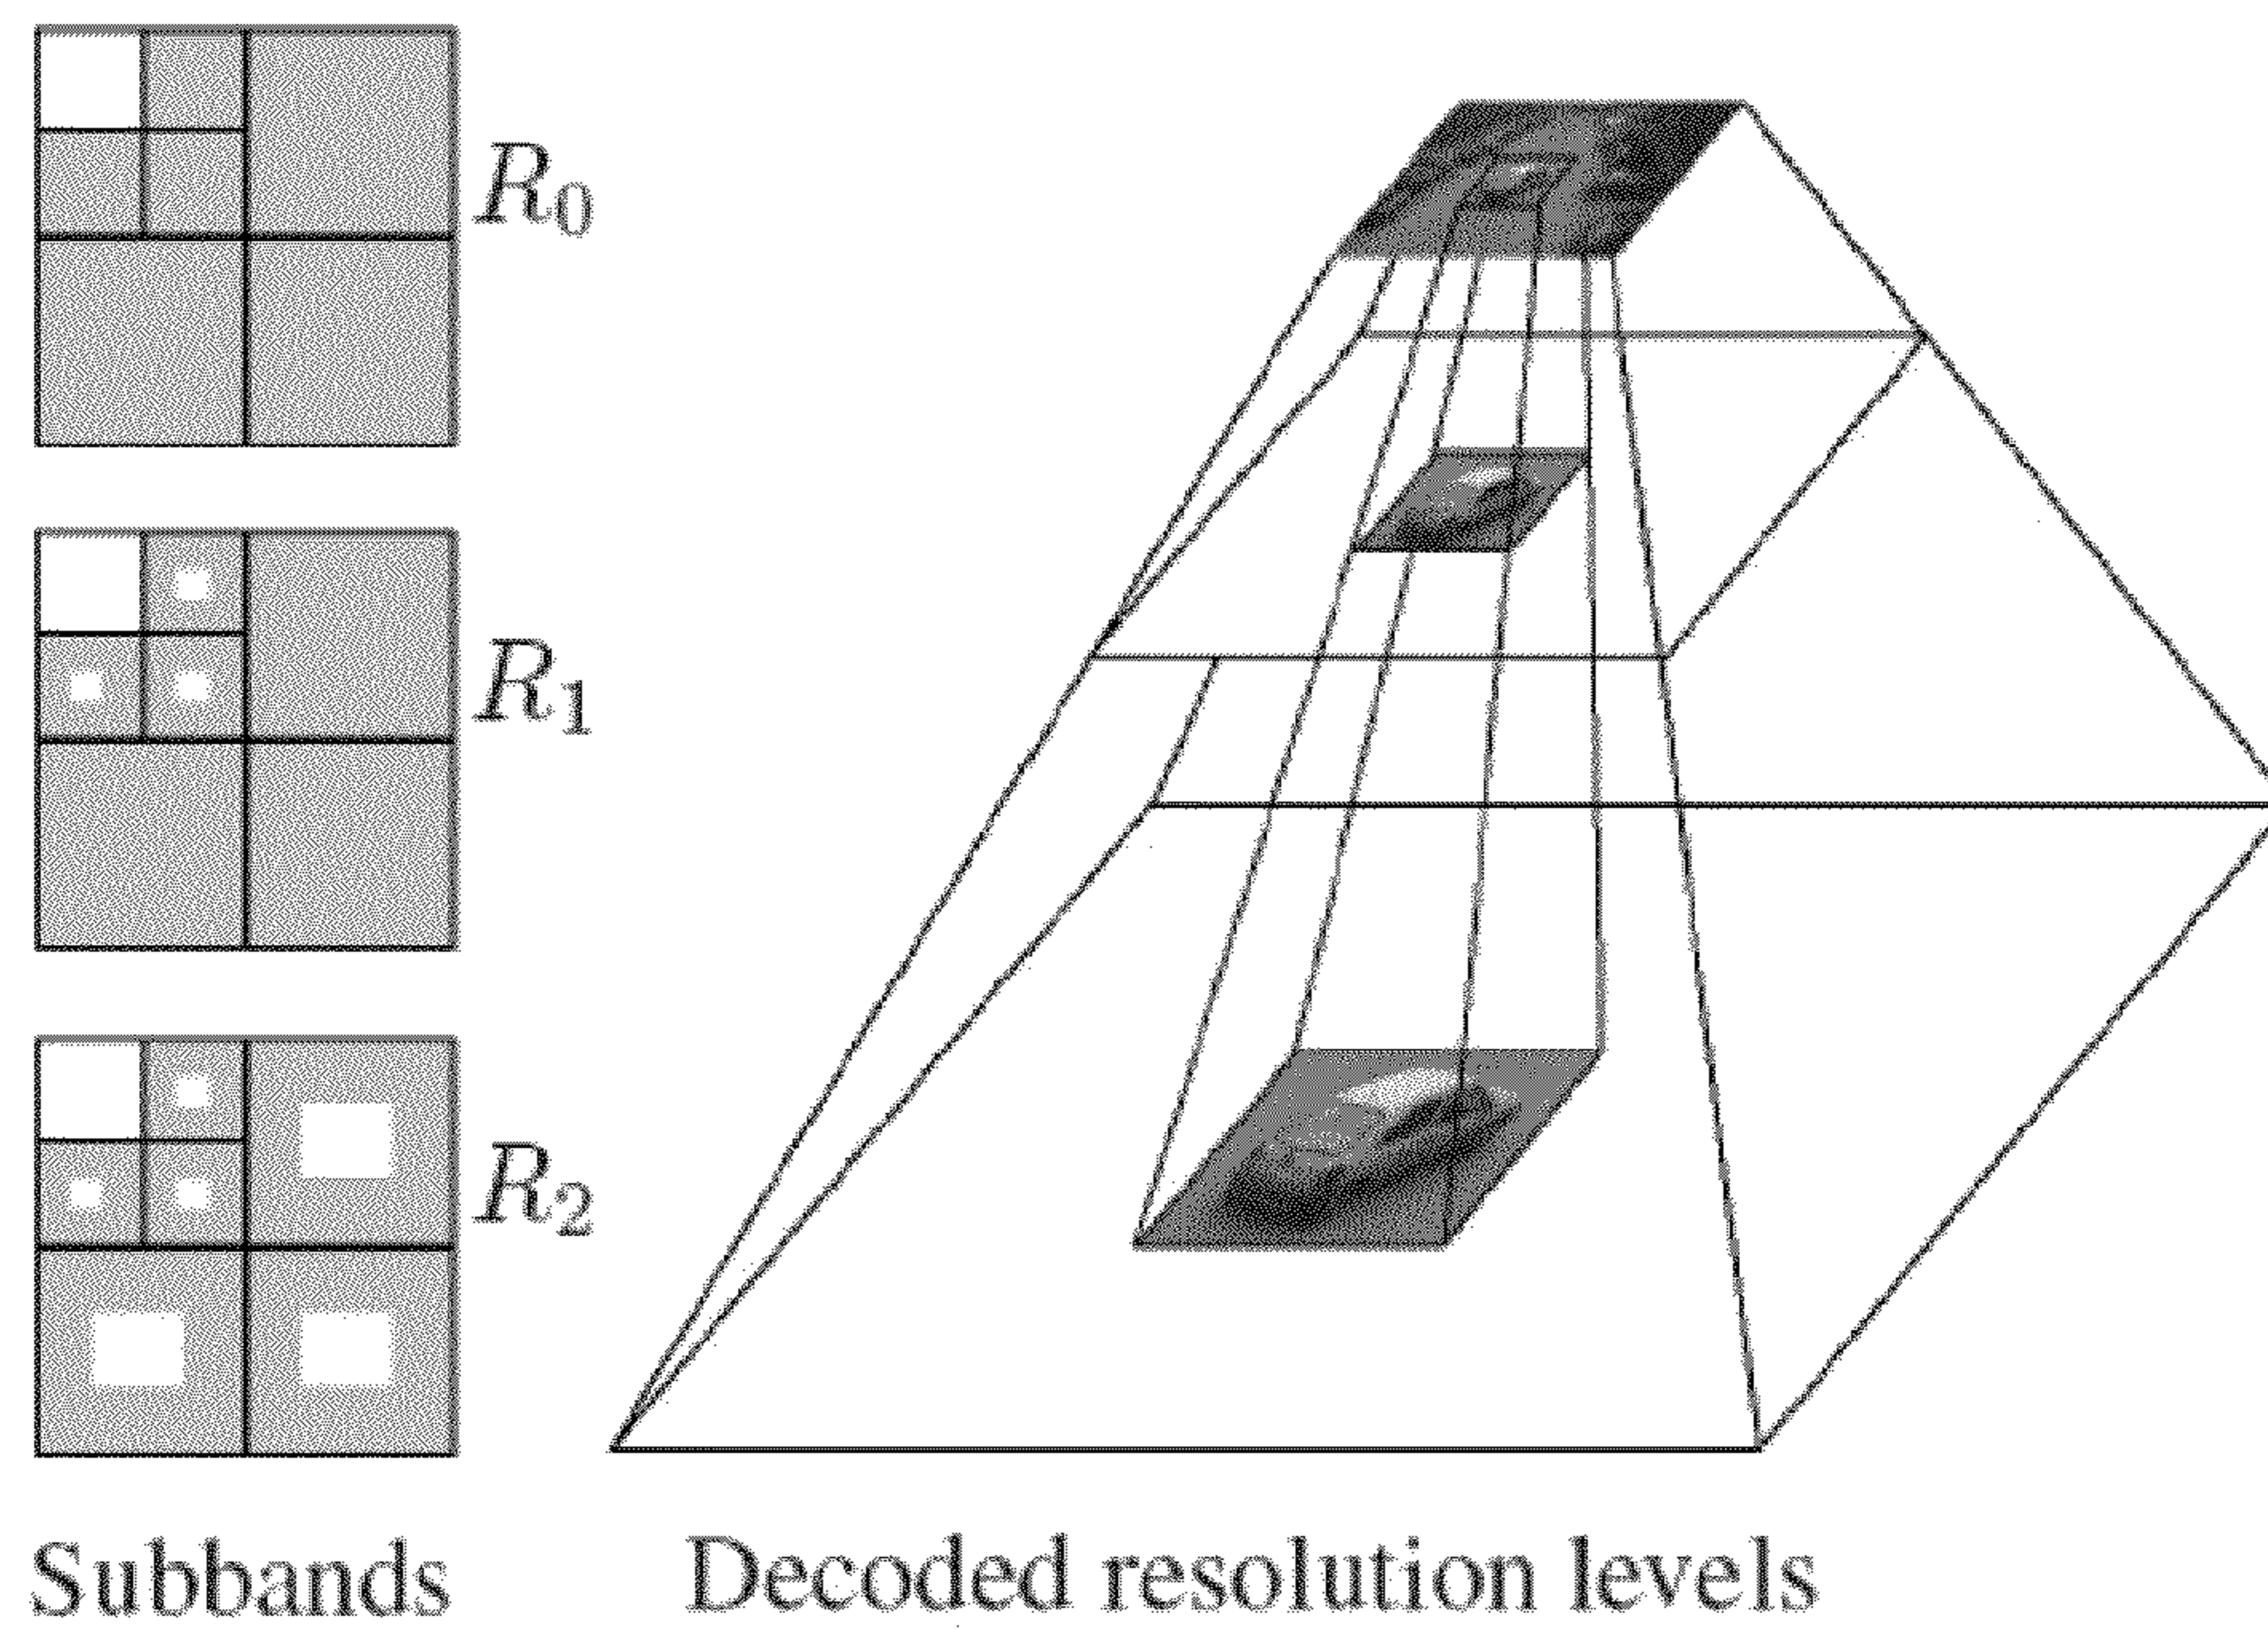 R₀
R₁
R₂
Subbands
Decoded resolution levels